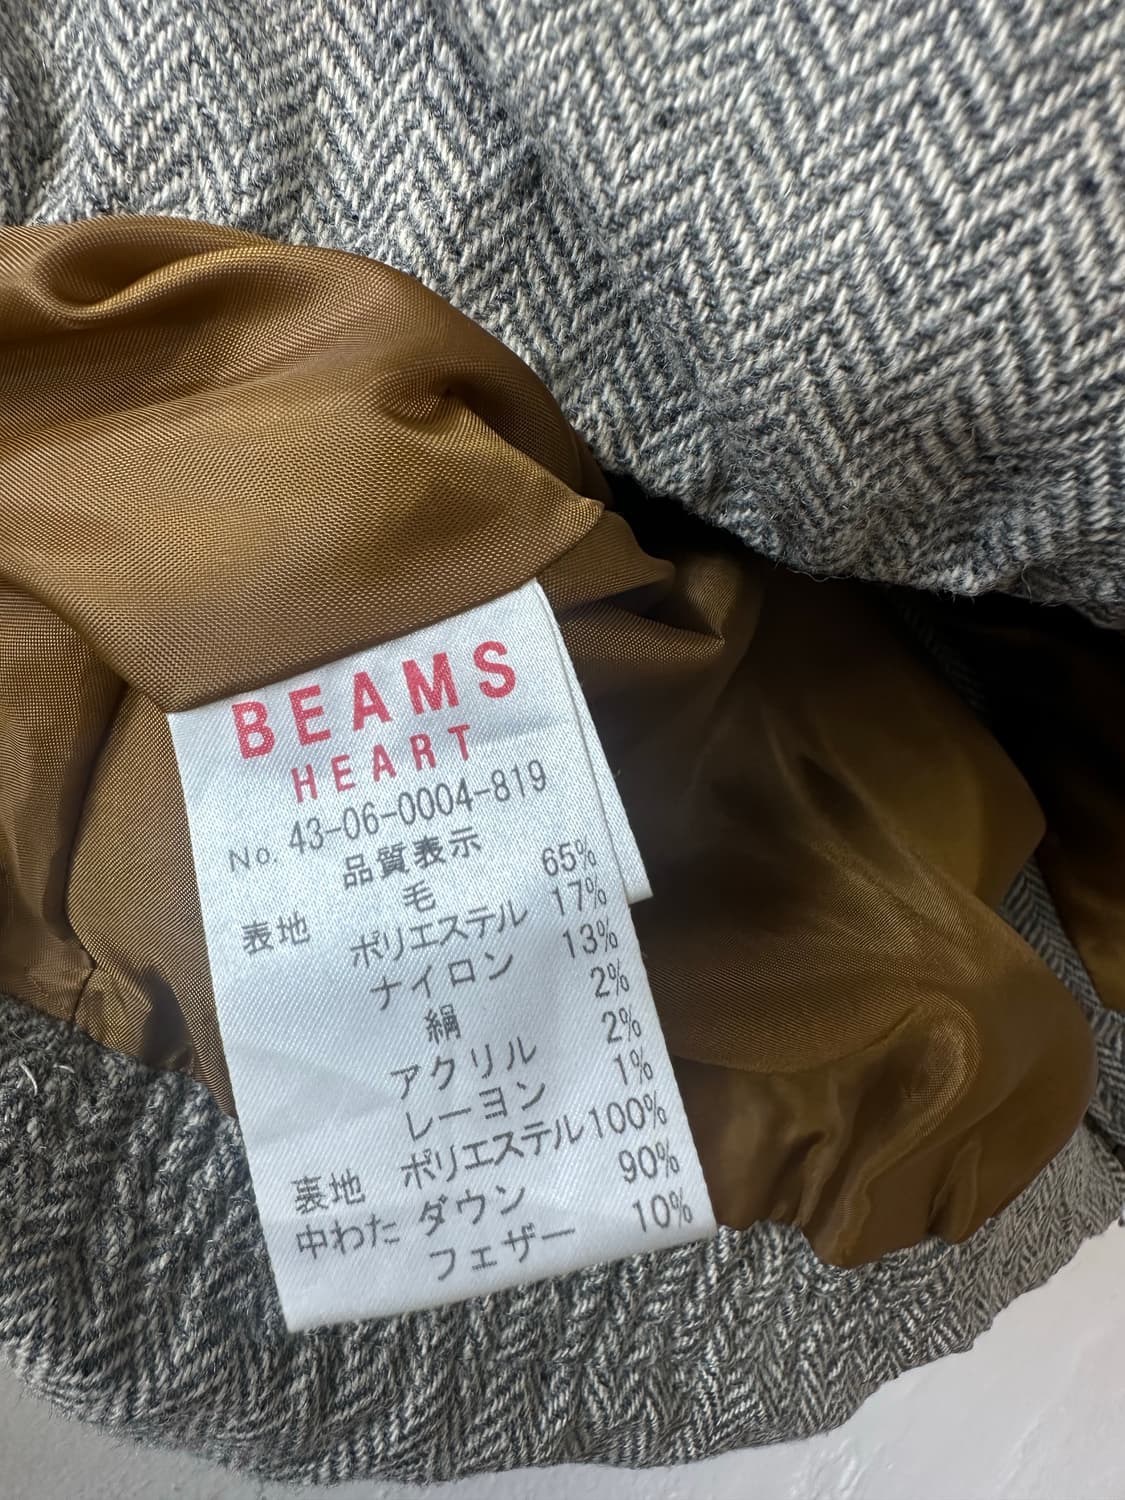 BEAMS
HEART
No. 43-06-0004-819
品質表示
表地 毛 65%
ポリエステル 17%
ナイロン 13%
絹 2%
アクリル 2%
レーヨン 1%
裏地 ポリエステル 100%
中わた ダウン 90%
フェザー 10%